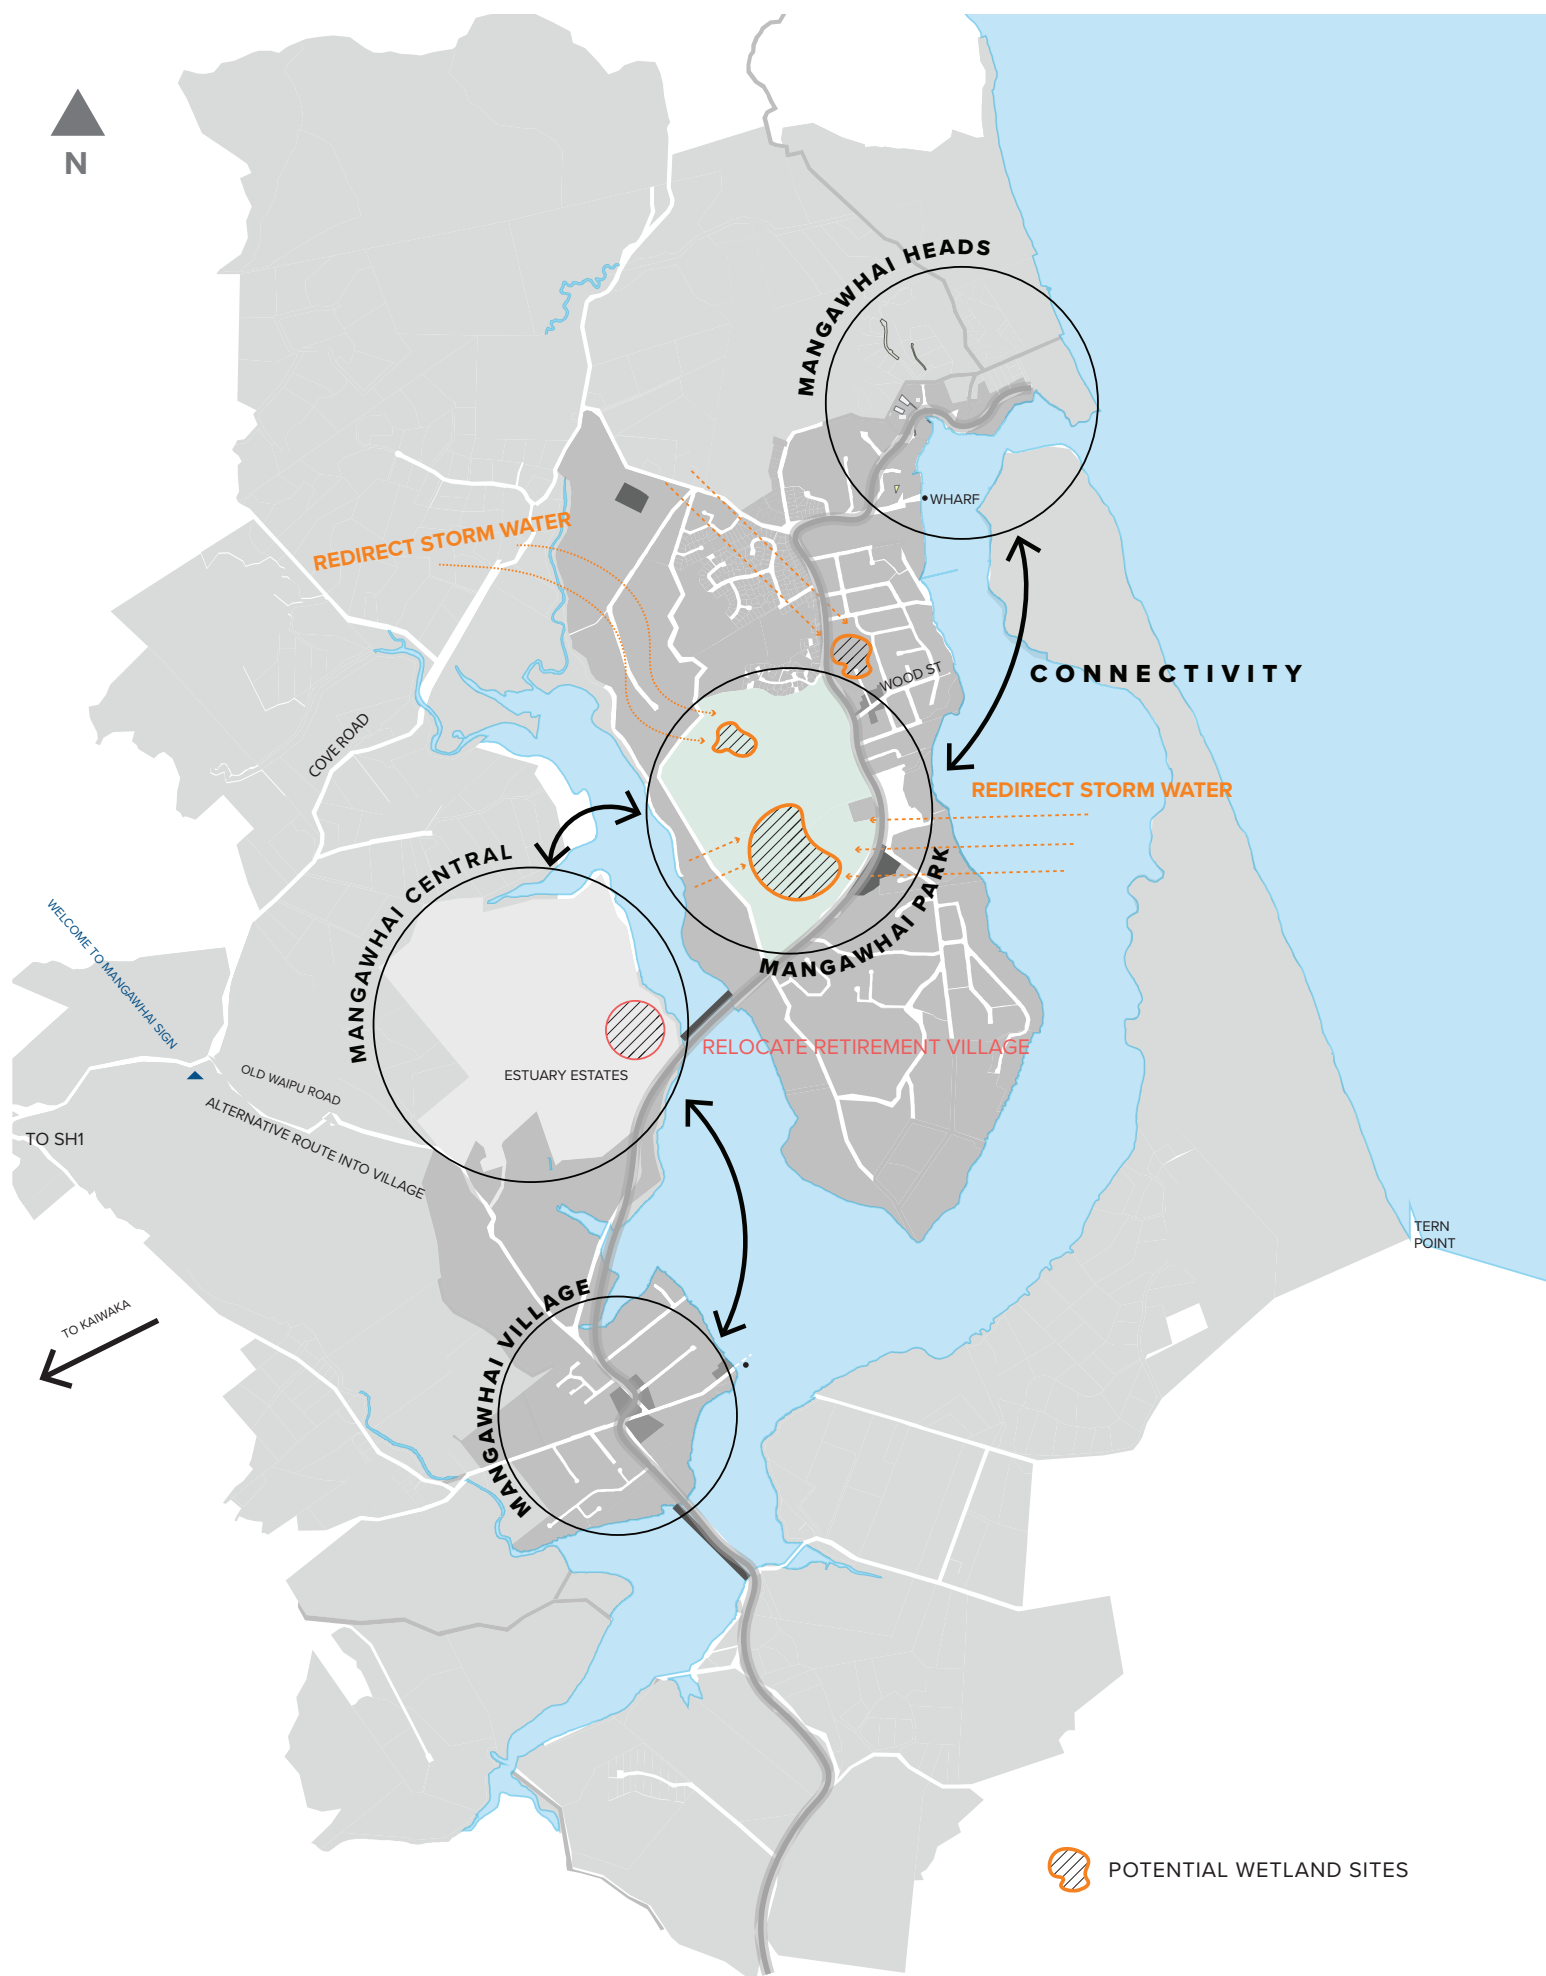 N
MANGAWHAI HEADS
WHARF
REDIRECT STORM WATER
WOOD ST
CONNECTIVITY
COVE ROAD
REDIRECT STORM WATER
MANGAWHAI CENTRAL
MANGAWHAI PARK
WELCOME TO MANGAWHAI SIGN
RELOCATE RETIREMENT VILLAGE
ESTUARY ESTATES
OLD WAIPU ROAD
ALTERNATIVE ROUTE INTO VILLAGE
TO SH1
TERN
POINT
MANGAWHAI VILLAGE
TO KAIWAKA
POTENTIAL WETLAND SITES